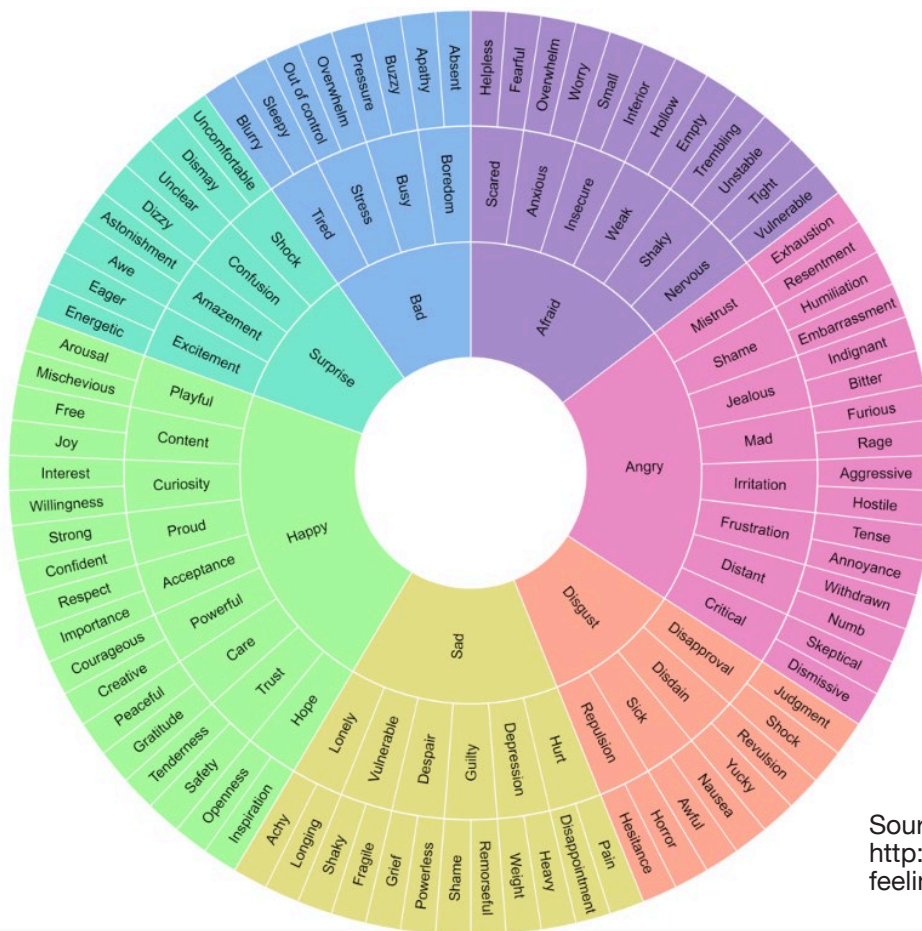 Absent
Apathy
Buzzy
Pressure
Overwhelm
Out of control
Sleepy
Blurry
Boredom
Busy
Stress
Tired
Bad
Helpless
Fearful
Overwhelm
Worry
Small
Inferior
Hollow
Empty
Trembling
Unstable
Tight
Vulnerable
Scared
Anxious
Insecure
Weak
Shaky
Nervous
Afraid
Exhaustion
Resentment
Humiliation
Embarrassment
Indignant
Bitter
Furious
Rage
Aggressive
Hostile
Tense
Annoyance
Withdrawn
Numb
Skeptical
Dismissive
Mistrust
Shame
Jealous
Mad
Irritation
Frustration
Distant
Critical
Angry
Judgment
Shock
Revulsion
Yucky
Nausea
Awful
Horror
Hesitance
Disapproval
Disdain
Sick
Repulsion
Disgust
Pain
Disappointment
Heavy
Weight
Remorseful
Shame
Powerless
Grief
Fragile
Shaky
Longing
Achy
Hurt
Depression
Guilty
Despair
Vulnerable
Lonely
Sad
Inspiration
Openness
Safety
Tenderness
Gratitude
Peaceful
Creative
Courageous
Importance
Respect
Confident
Strong
Willingness
Interest
Joy
Free
Mischevious
Arousal
Hope
Trust
Care
Powerful
Acceptance
Proud
Curiosity
Content
Playful
Happy
Energetic
Eager
Awe
Astonishment
Dizzy
Unclear
Dismay
Uncomfortable
Excitement
Amazement
Confusion
Shock
Surprise
Sour
http:
feelin